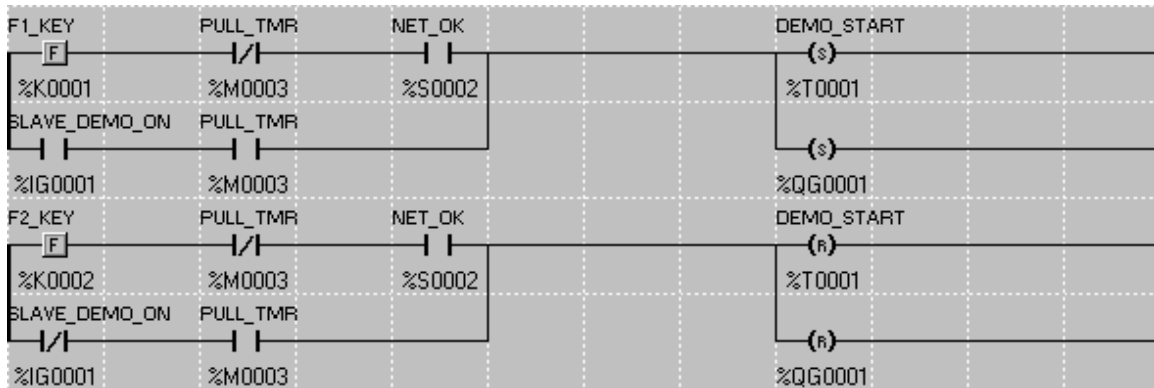 F1_KEY PULL_TMR NET_OK DEMO_START
F (S)
%K0001 %M0003 %S0002 %T0001
SLAVE_DEMO_ON PULL_TMR
(S)
%IG0001 %M0003 %QG0001
F2_KEY PULL_TMR NET_OK DEMO_START
F (R)
%K0002 %M0003 %S0002 %T0001
SLAVE_DEMO_ON PULL_TMR
(R)
%IG0001 %M0003 %QG0001